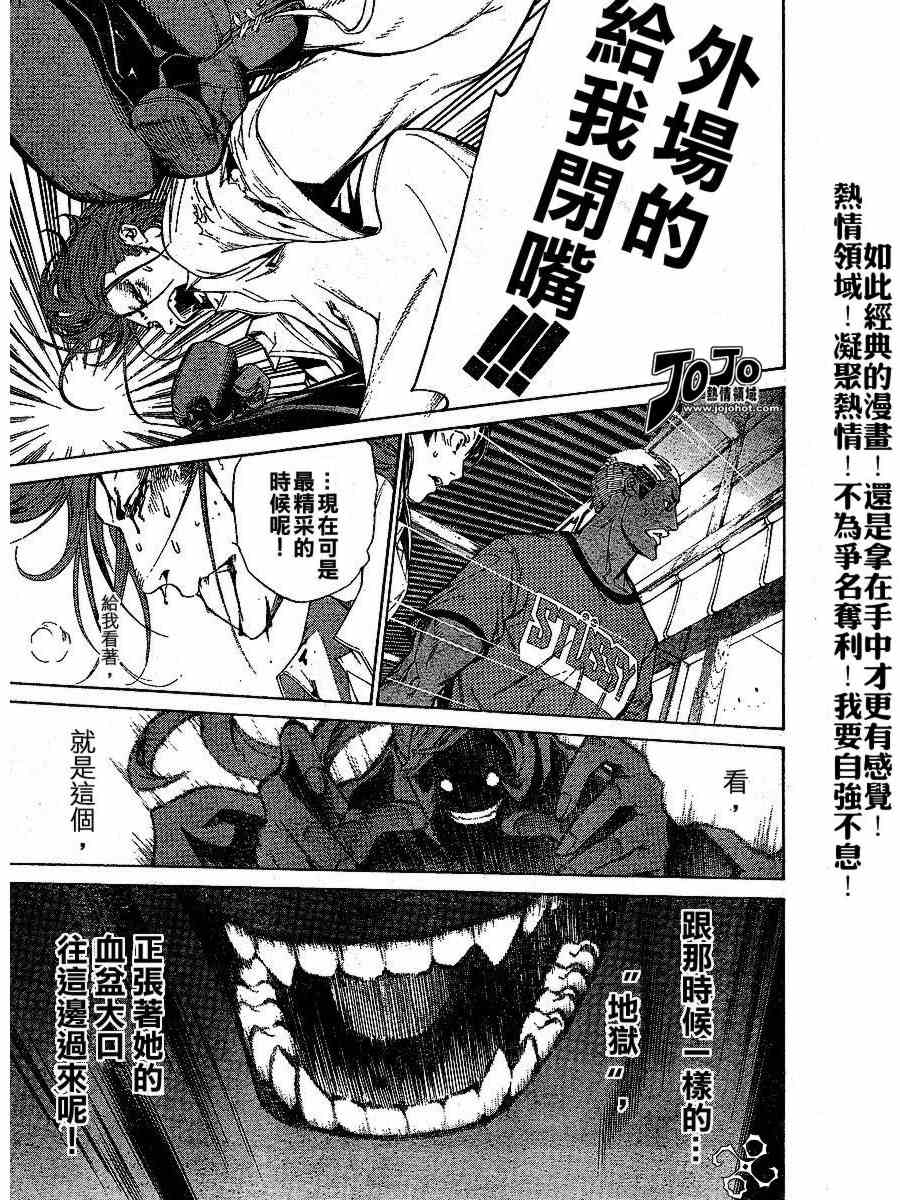 外場的
給我閉嘴!!!
JOJO
熱情領域
www.jojohot.com
STÜSSY
…現在可是
最精采的
時候呢!
給我看著，
看，
就是這個，
跟那時候一樣的…
"地獄"，
正張著她的
血盆大回
往這邊過來呢!
如此經典的漫畫!還是拿在手中才更有感覺!
熱情領域!凝聚熱情!不為爭名奪利!我要自強不息!